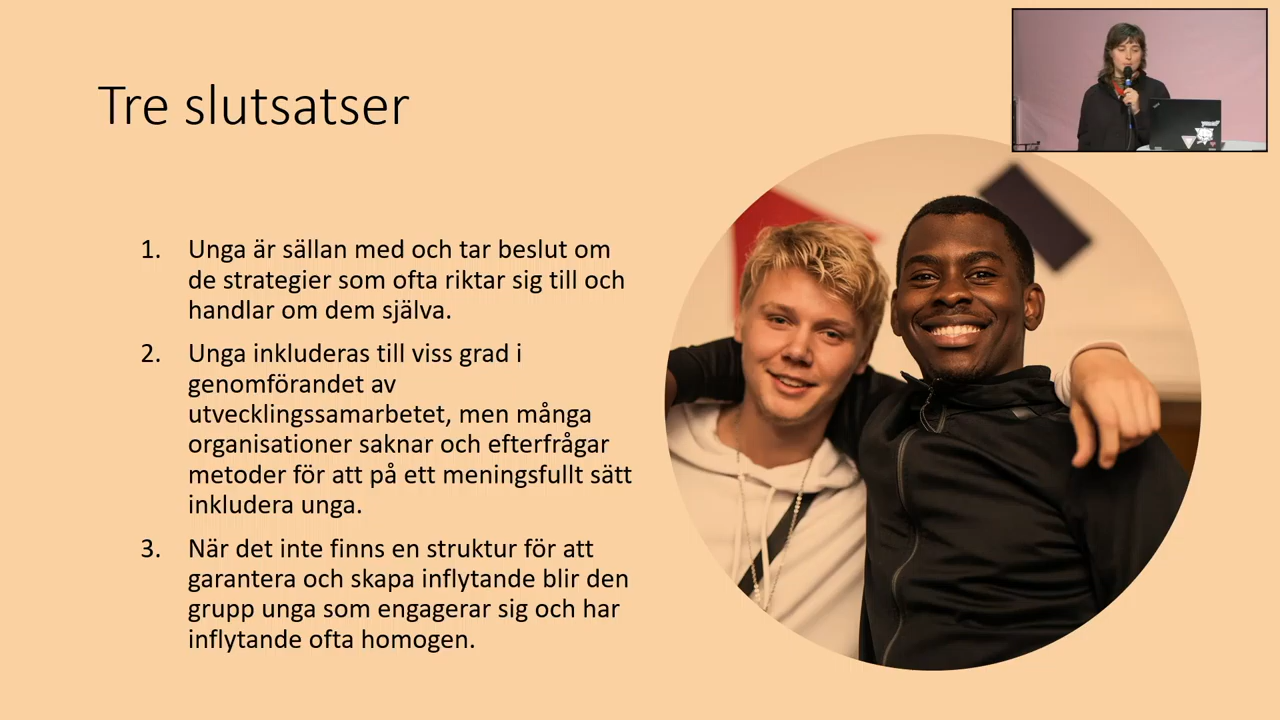 Tre slutsatser
1. Unga är sällan med och tar beslut om
de strategier som ofta riktar sig till och
handlar om dem själva.
2. Unga inkluderas till viss grad i
genomförandet av
utvecklingssamarbetet, men många
organisationer saknar och efterfrågar
metoder för att på ett meningsfullt sätt
inkludera unga.
3. När det inte finns en struktur för att
garantera och skapa inflytande blir den
grupp unga som engagerar sig och har
inflytande ofta homogen.